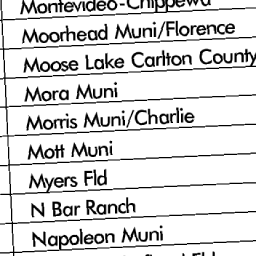 Montevideo-Chippewa
Moorhead Muni/Florence
Moose Lake Carlton County
Mora Muni
Morris Muni/Charlie
Mott Muni
Myers Fld
N Bar Ranch
Napoleon Muni